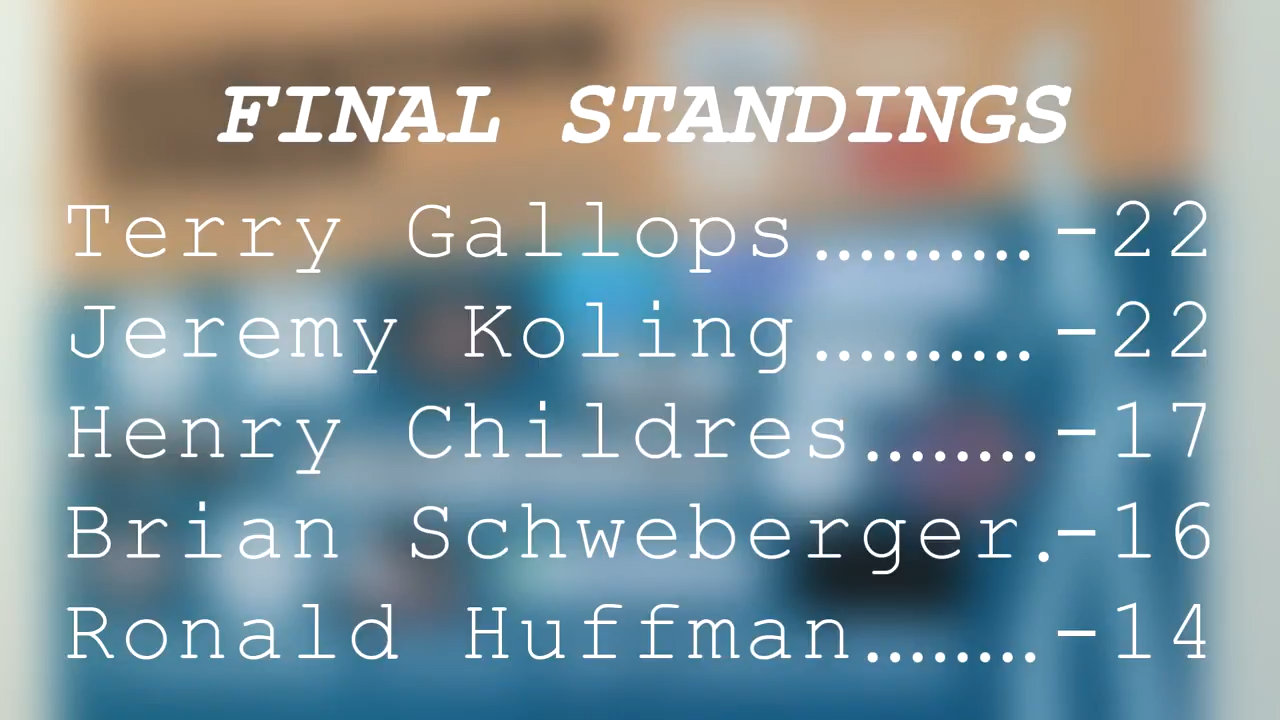 FINAL STANDINGS
Terry Gallops..........-22
Jeremy Koling..........-22
Henry Childres........-17
Brian Schweberger.-16
Ronald Huffman........-14